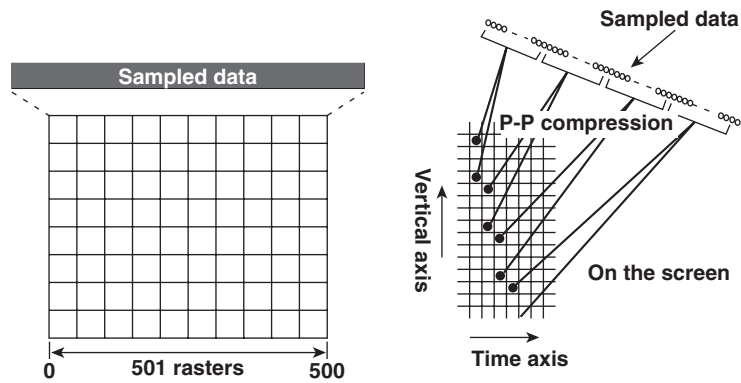 Sampled data
0
501 rasters
500
Sampled data
P-P compression
Vertical axis
On the screen
Time axis